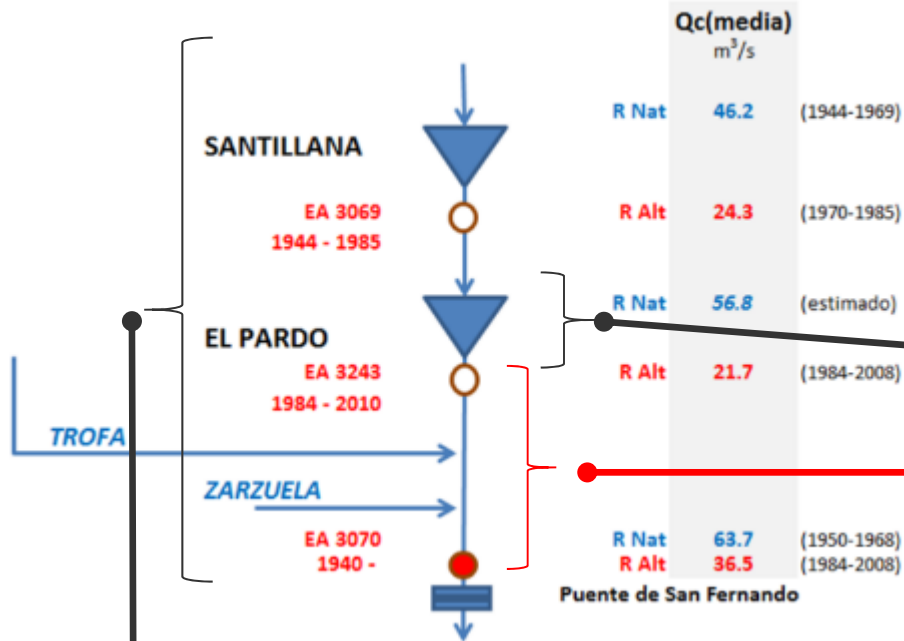 Qc(media)
m³/s
R Nat 46.2 (1944-1969)
SANTILLANA
EA 3069 R Alt 24.3 (1970-1985)
1944 - 1985
R Nat 56.8 (estimado)
EL PARDO
EA 3243 R Alt 21.7 (1984-2008)
1984 - 2010
TROFA
ZARZUELA
EA 3070 R Nat 63.7 (1950-1968)
1940 - R Alt 36.5 (1984-2008)
Puente de San Fernando